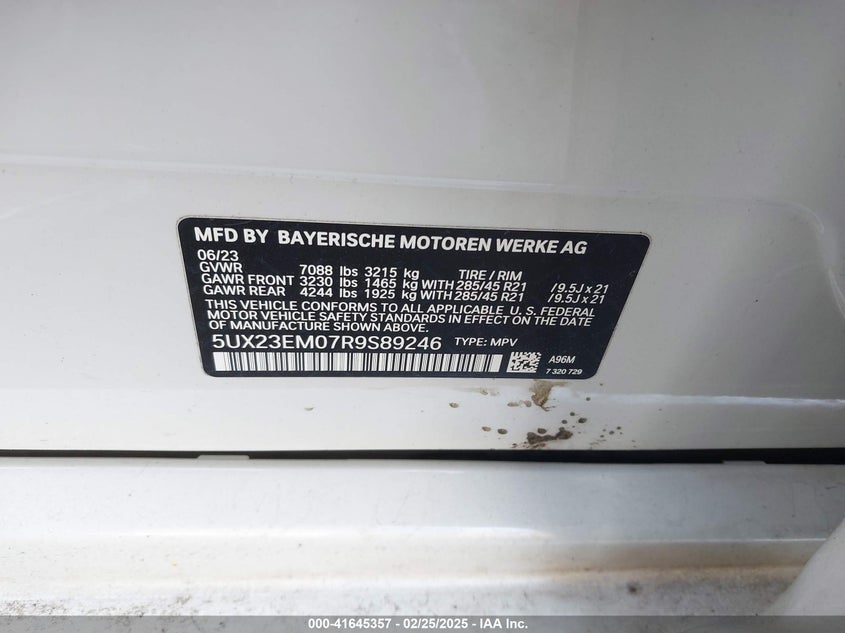 MFD BY BAYERISCHE MOTOREN WERKE AG
06/23
GVWR 7088 lbs 3215 kg TIRE / RIM
GAWR FRONT 3230 lbs 1465 kg WITH 285/45 R21 /9.5J x 21
GAWR REAR 4244 lbs 1925 kg WITH 285/45 R21 /9.5J x 21
THIS VEHICLE CONFORMS TO ALL APPLICABLE U. S. FEDERAL
MOTOR VEHICLE SAFETY STANDARDS IN EFFECT ON THE DATE
OF MANUFACTURE SHOWN ABOVE.
5UX23EM07R9S89246 TYPE: MPV
A96M
7 320 729
000-41645357 - 02/25/2025 - IAA Inc.